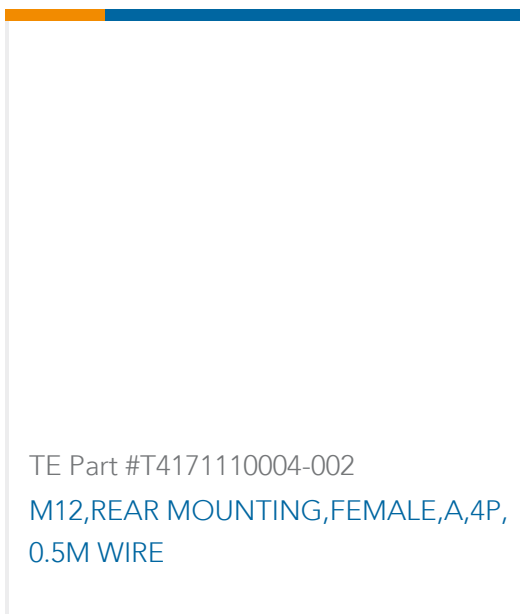 TE Part #T4171110004-002
M12,REAR MOUNTING,FEMALE,A,4P,
0.5M WIRE